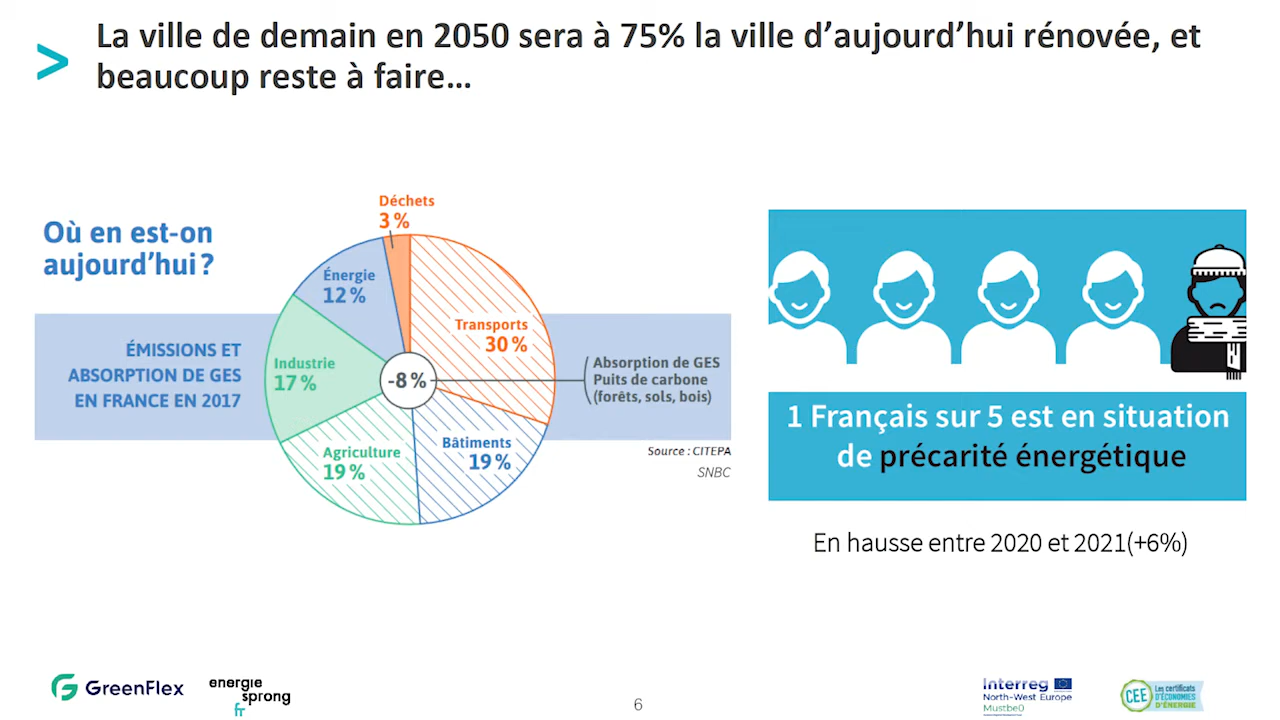 La ville de demain en 2050 sera à 75% la ville d’aujourd’hui rénovée, et
beaucoup reste à faire…
Où en est-on
aujourd’hui ?
ÉMISSIONS ET
ABSORPTION DE GES
EN FRANCE EN 2017
Déchets
3 %
Énergie
12 %
Transports
30 %
Industrie
17 %
-8 %
Absorption de GES
Puits de carbone
(forêts, sols, bois)
Agriculture
19 %
Bâtiments
19 %
Source : CITEPA
SNBC
1 Français sur 5 est en situation
de précarité énergétique
En hausse entre 2020 et 2021(+6%)
GreenFlex
energie
sprong
fr
6
Interreg
North-West Europe
Mustbe0
CEE
Les certificats
D'ÉCONOMIES
D'ÉNERGIE